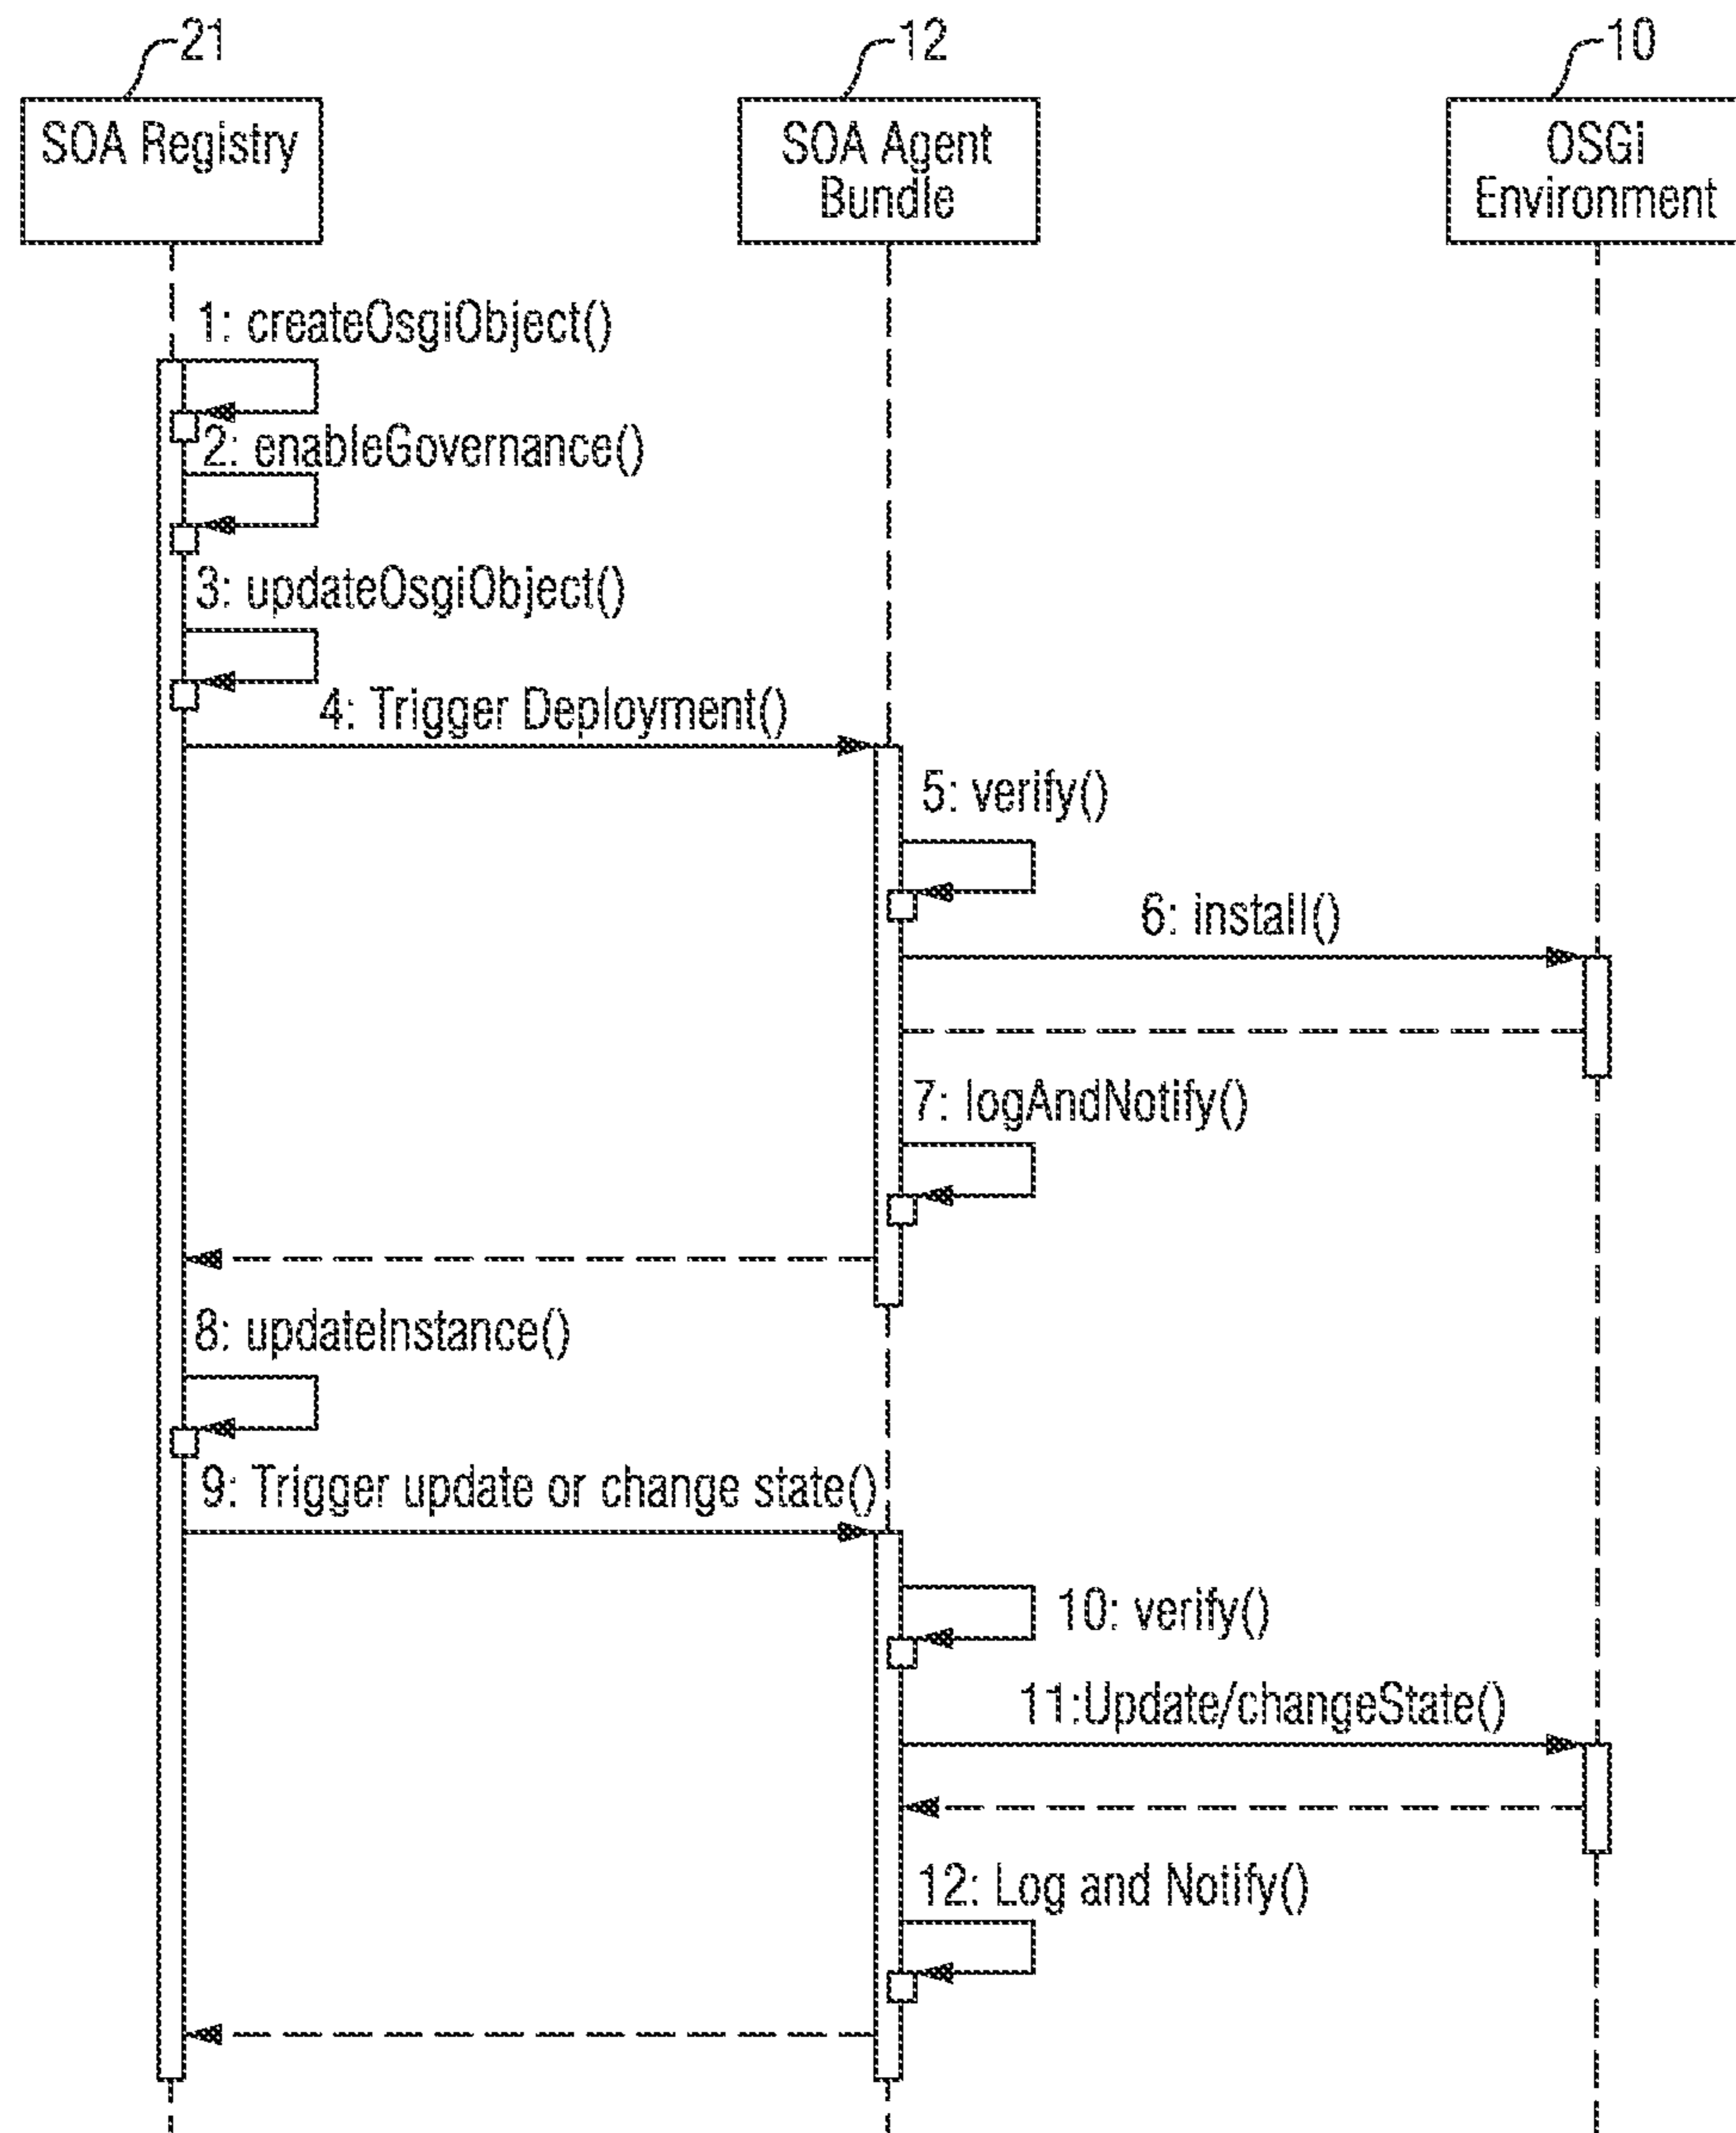 21
12
10
SOA Registry
SOA Agent
Bundle
OSGi
Environment
1: createOsgiObject()
2: enableGovernance()
3: updateOsgiObject()
4: Trigger Deployment()
5: verify()
6: install()
7: logAndNotify()
8: updateInstance()
9: Trigger update or change state()
10: verify()
11:Update/changeState()
12: Log and Notify()